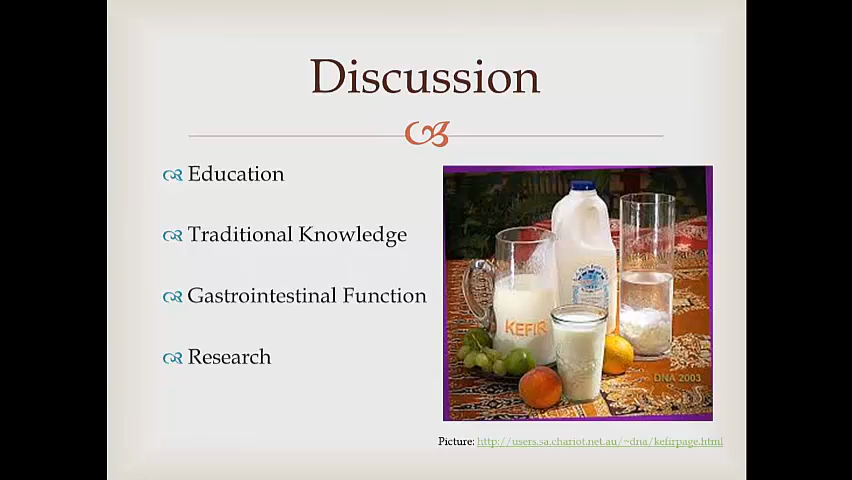 Discussion
Education
Traditional Knowledge
Gastrointestinal Function
Research
KEFIR
DNA 2003
Picture: http://users.sa.chariot.net.au/~dna/kefirpage.html